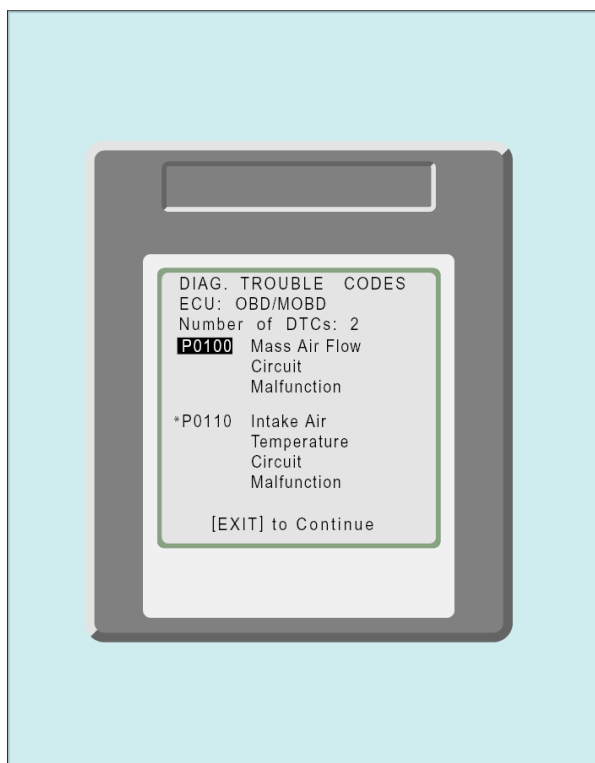 DIAG. TROUBLE CODES
ECU: OBD/MOBD
Number of DTCs: 2
P0100 Mass Air Flow
Circuit
Malfunction
*P0110 Intake Air
Temperature
Circuit
Malfunction
[EXIT] to Continue